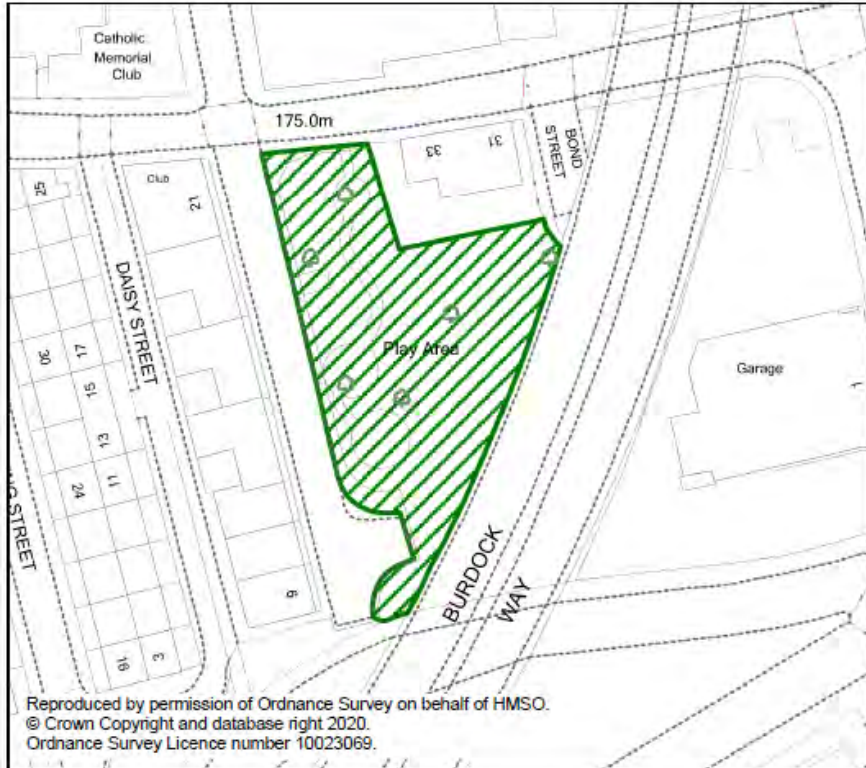 Catholic
Memorial
Club
175.0m
33
31
BOND
STREET
25
Club
21
DAISY STREET
30
17
15
13
11
24
Play Area
Garage
NG STREET
9
BURDOCK
WAY
16
3
Reproduced by permission of Ordnance Survey on behalf of HMSO.
© Crown Copyright and database right 2020.
Ordnance Survey Licence number 10023069.